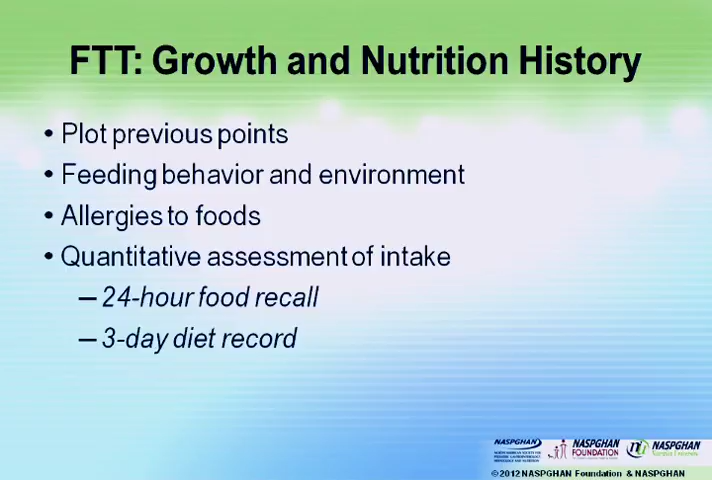 FTT: Growth and Nutrition History
• Plot previous points
• Feeding behavior and environment
• Allergies to foods
• Quantitative assessment of intake
– 24-hour food recall
– 3-day diet record
NASPGHAN
NASPGHAN
FOUNDATION
NASPGHAN
©2012 NASPGHAN Foundation & NASPGHAN